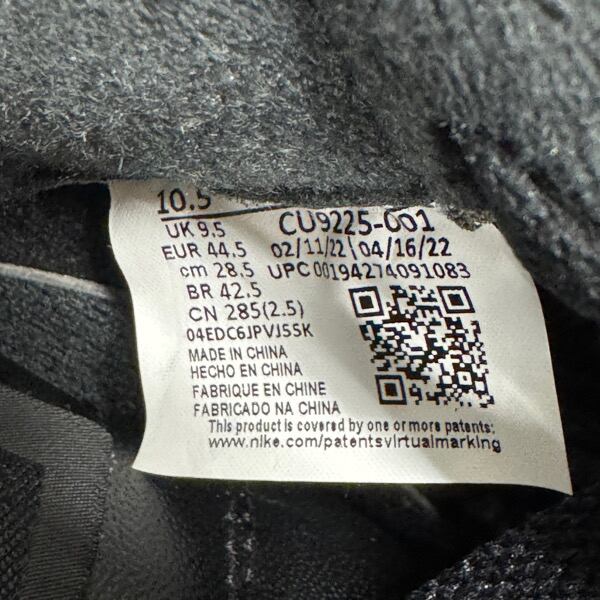 10.5
UK 9.5 CU9225-001
EUR 44.5 02/11/22\04/16/22
cm 28.5 UPC 00194274091083
BR 42.5
CN 285(2.5)
04EDC6JPVJ55K
MADE IN CHINA
HECHO EN CHINA
FABRIQUE EN CHINE
FABRICADO NA CHINA
This product is covered by one or more patents:
www.nike.com/patentsvirtualmarking